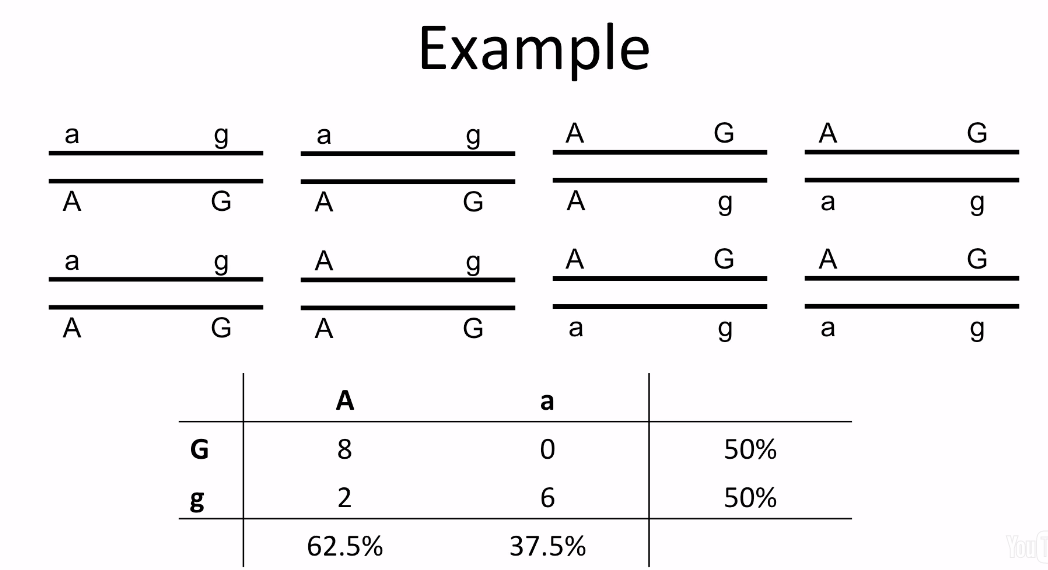 Example
a g a g A G A G
A G A G A g a g
a g A g A G A G
A G A G a g a g
A a
G 8 0 50%
g 2 6 50%
62.5% 37.5%